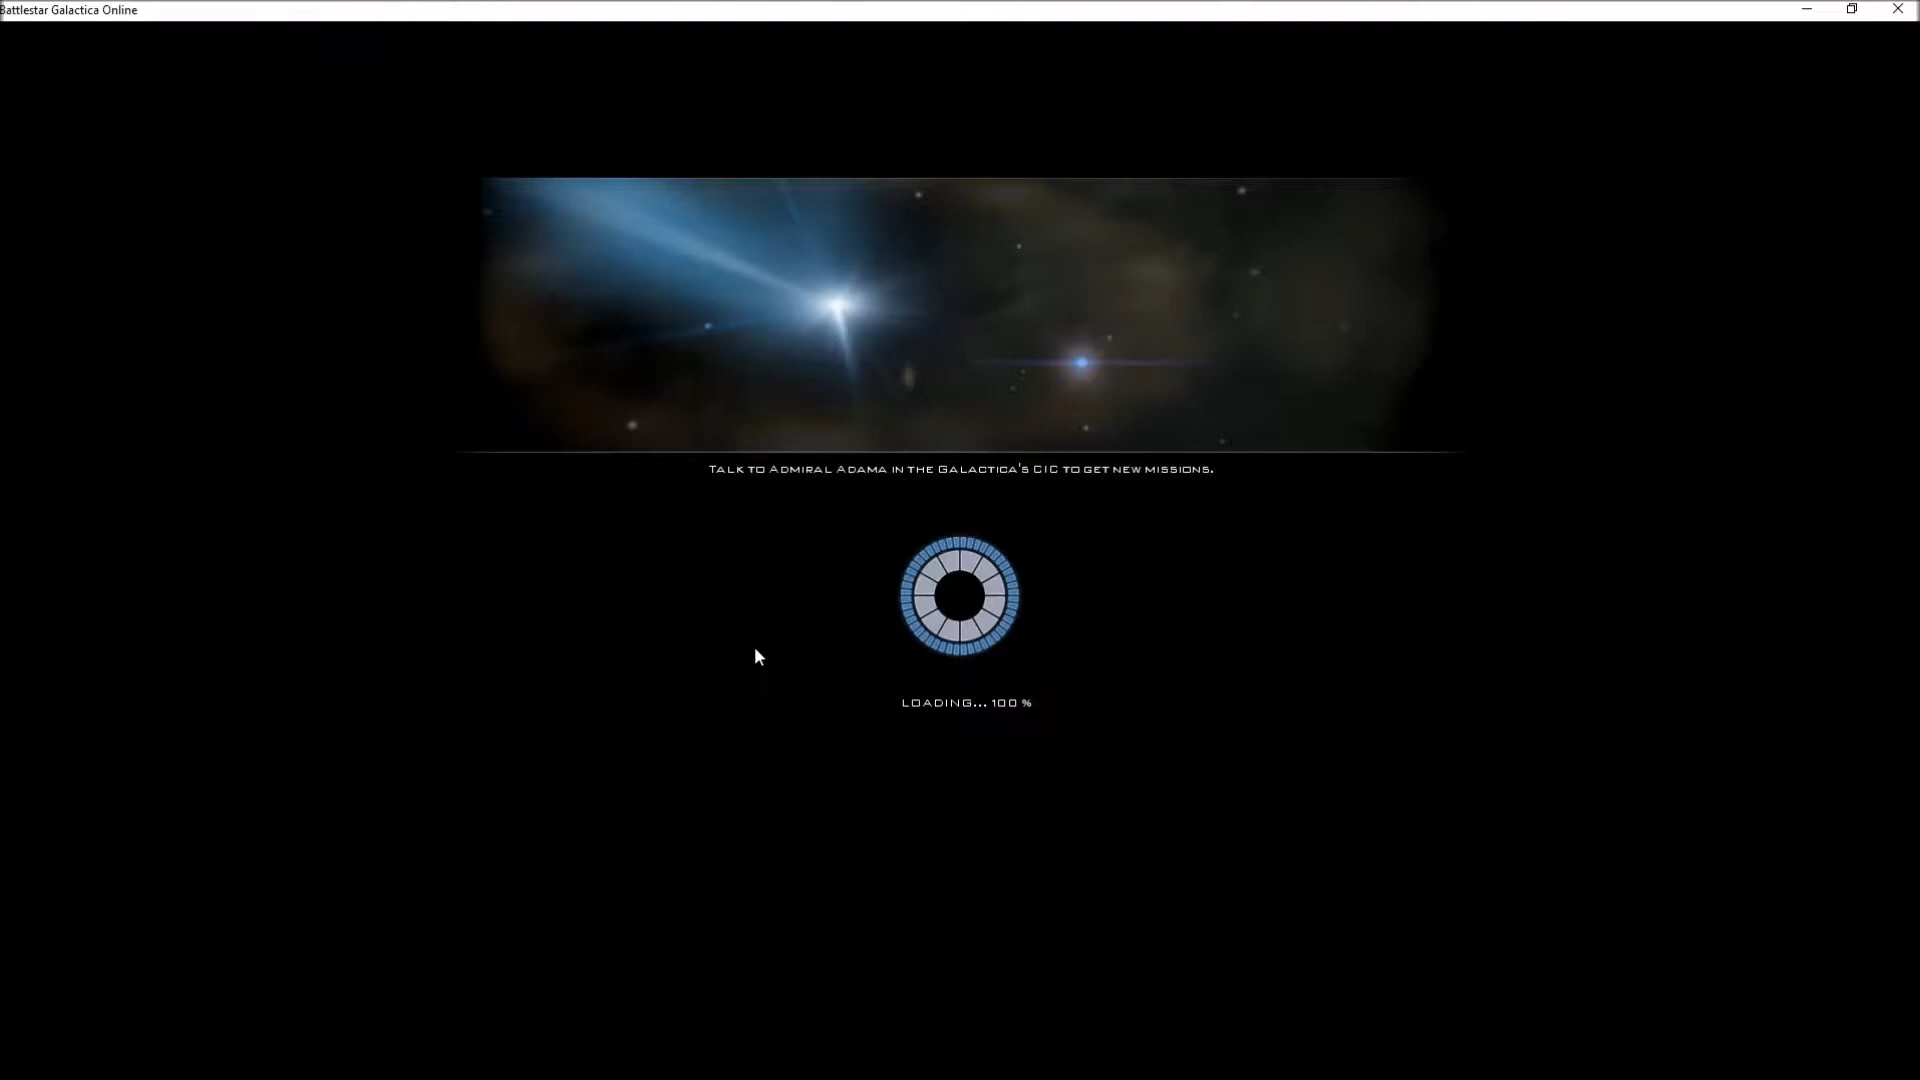 Battlestar Galactica Online
Talk to Admiral Adama in the Galactica's CIC to get new missions.
Loading... 100 %